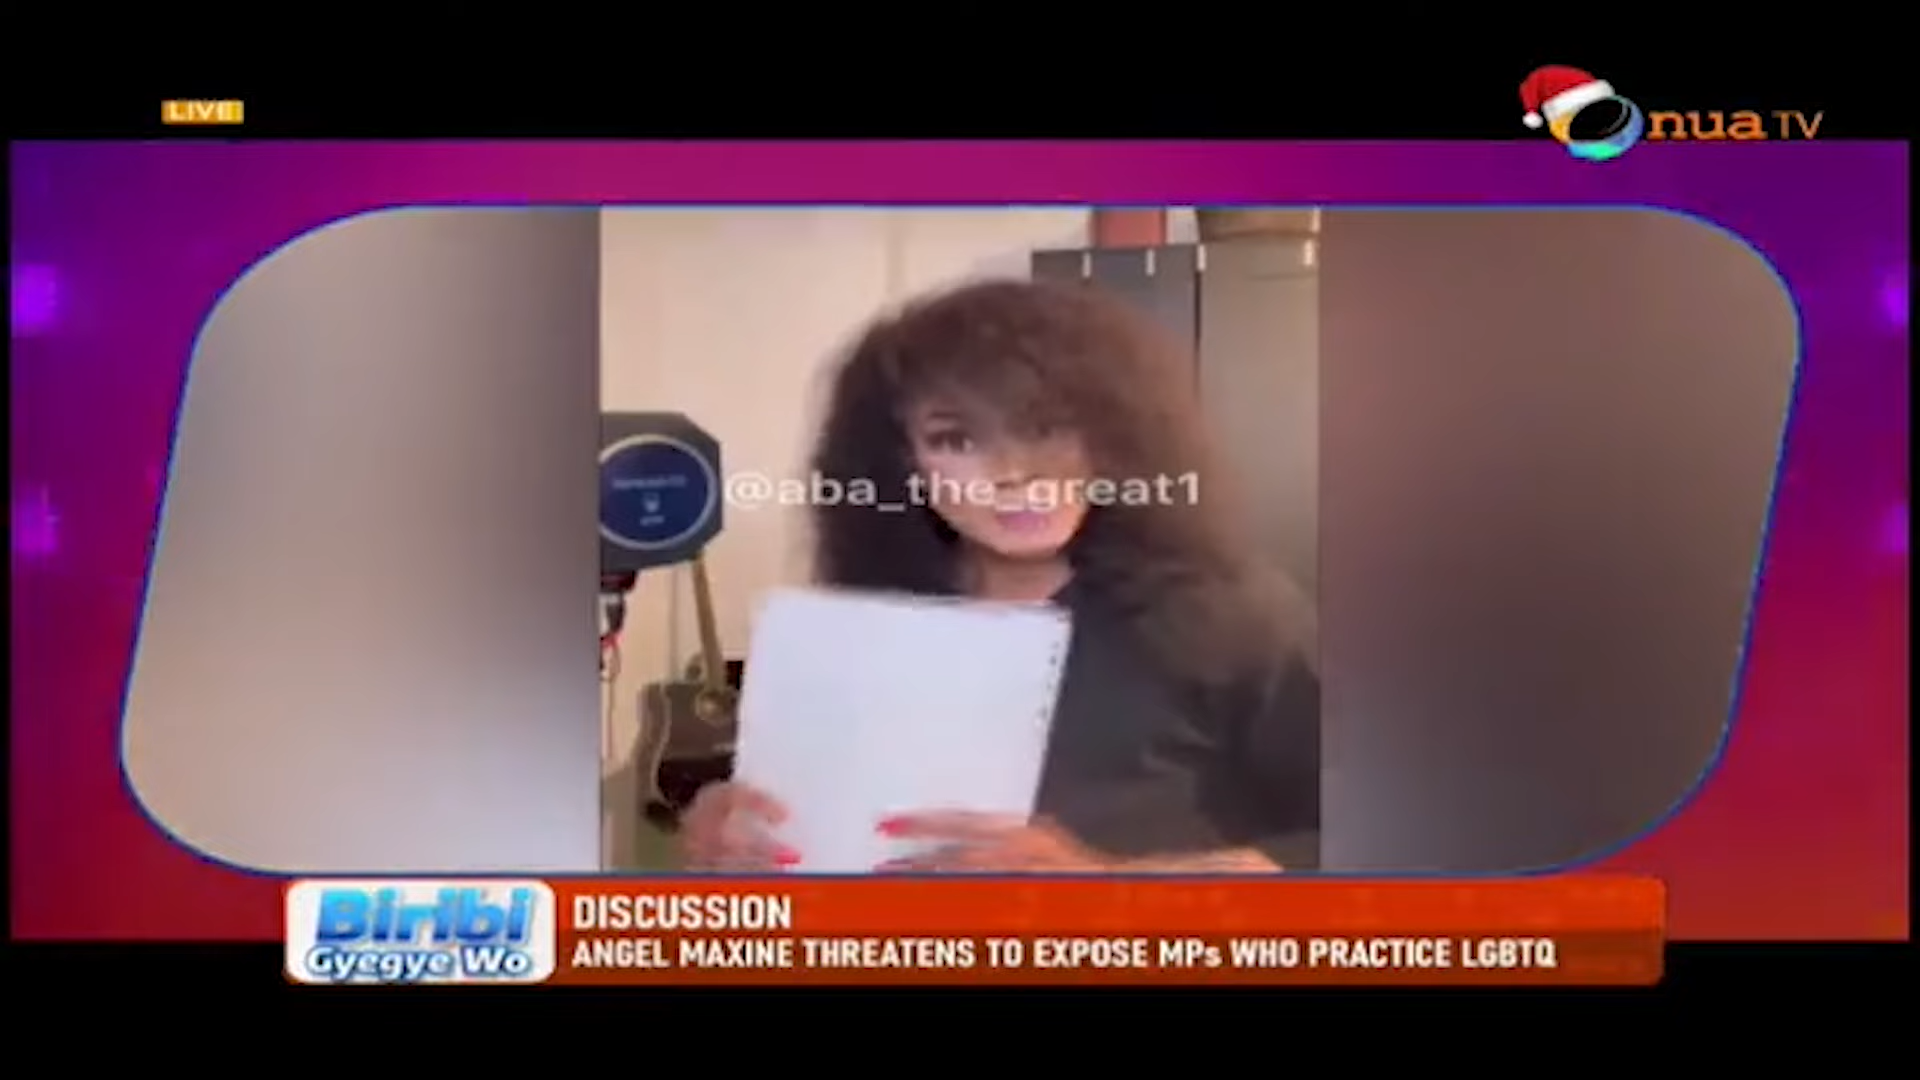 LIVE
nua TV
@aba_the_great1
Biribi
Gyegye Wo
DISCUSSION
ANGEL MAXINE THREATENS TO EXPOSE MPs WHO PRACTICE LGBTQ